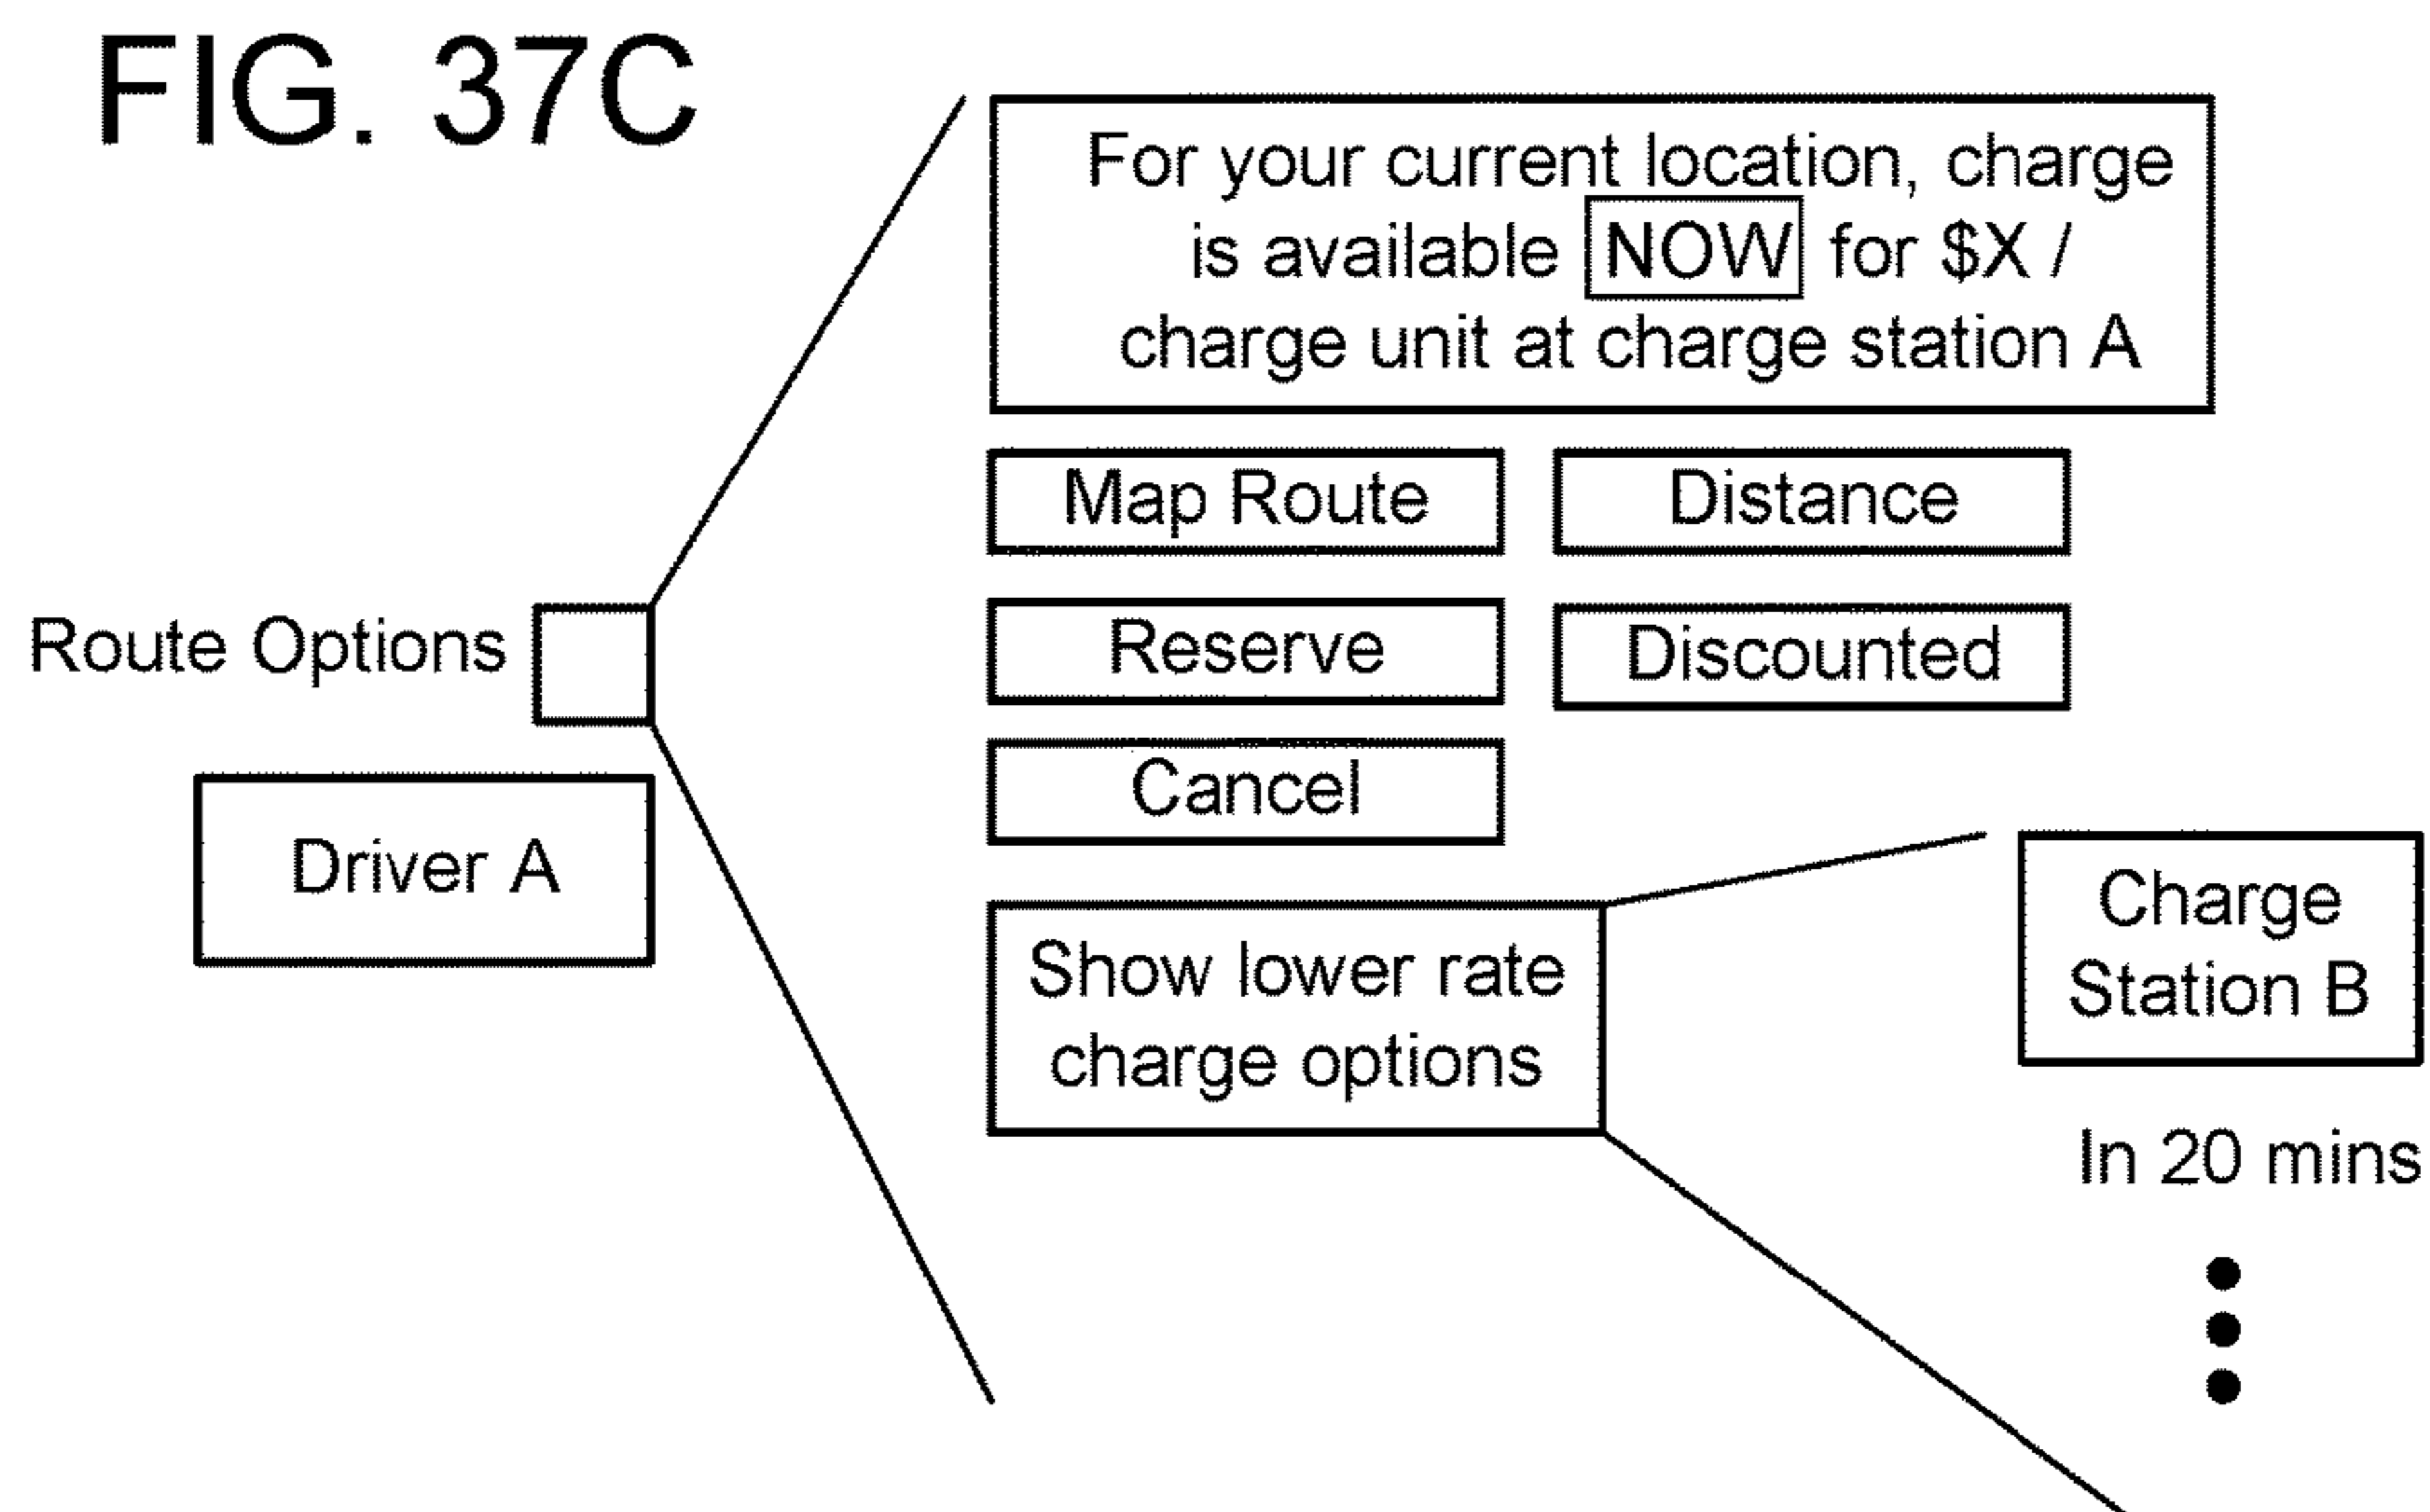 FIG. 37C
For your current location, charge
is available NOW for $X /
charge unit at charge station A
Map Route
Distance
Route Options
Reserve
Discounted
Cancel
Driver A
Show lower rate
charge options
Charge
Station B
In 20 mins